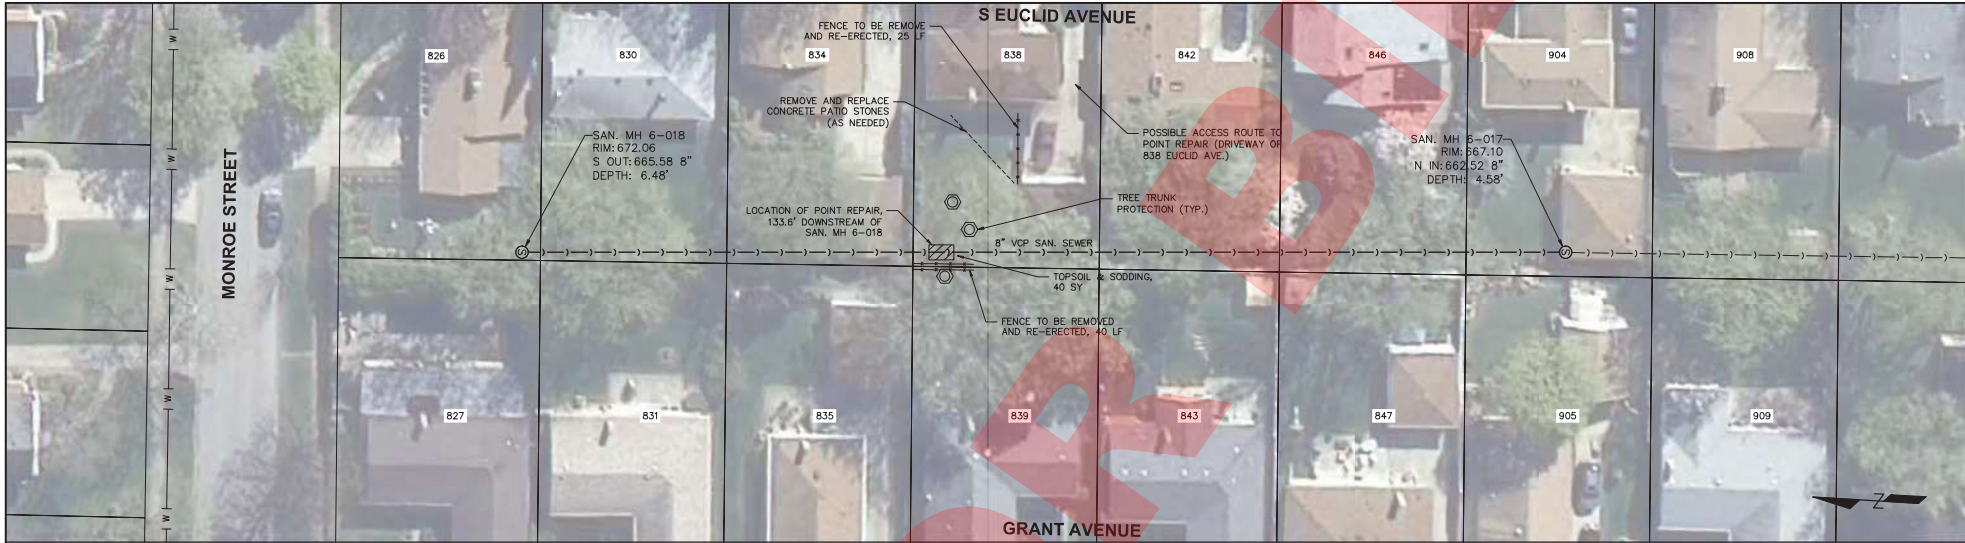 S EUCLID AVENUE
FENCE TO BE REMOVE
AND RE-ERECTED, 25 LF
826
830
834
838
842
846
904
908
REMOVE AND REPLACE
CONCRETE PATIO STONES
(AS NEEDED)
SAN. MH 6-018
RIM: 672.06
S OUT: 665.58 8"
DEPTH: 6.48'
POSSIBLE ACCESS ROUTE TO
POINT REPAIR (DRIVEWAY OF
838 EUCLID AVE.)
SAN. MH 6-017
RIM: 667.10
N IN: 662.52 8"
DEPTH: 4.58'
MONROE STREET
LOCATION OF POINT REPAIR,
133.6' DOWNSTREAM OF
SAN. MH 6-018
TREE TRUNK
PROTECTION (TYP.)
8" VCP SAN. SEWER
S
S
TOPSOIL & SODDING,
40 SY
FENCE TO BE REMOVED
AND RE-ERECTED, 40 LF
827
831
835
839
843
847
905
909
W
W
W
W
W
W
W
Z
GRANT AVENUE
R BI